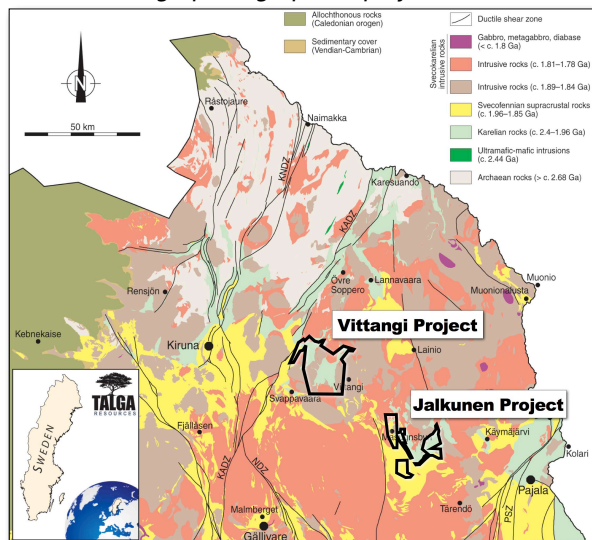 Allochthonous rocks
(Caledonian orogen)
Sedimentary cover
(Vendian-Cambrian)
Ductile shear zone
Svecokarelian
intrusive rocks
Gabbro, metagabbro, diabase
(< c. 1.8 Ga)
Intrusive rocks (c. 1.81–1.78 Ga)
Intrusive rocks (c. 1.89–1.84 Ga)
Svecofennian supracrustal rocks
(c. 1.96–1.85 Ga)
Karelian rocks (c. 2.4–1.96 Ga)
Ultramafic-mafic intrusions
(c. 2.44 Ga)
Archaean rocks (> c. 2.68 Ga)
N
50 km
Råstojaure
Naimakka
KNDZ
Karesuando
KADZ
Rensjön
Övre
Soppero
Lannavaara
Muonio
Muonionalusta
Kebnekaise
Kiruna
Vittangi Project
Lainio
Vittangi
Svappavaara
Jalkunen Project
TALGA
RESOURCES
SWEDEN
Fjällåsen
Käymäjärvi
Kolari
KADZ
NDZ
Pajala
Tärendö
PSZ
Malmberget
Gällivare